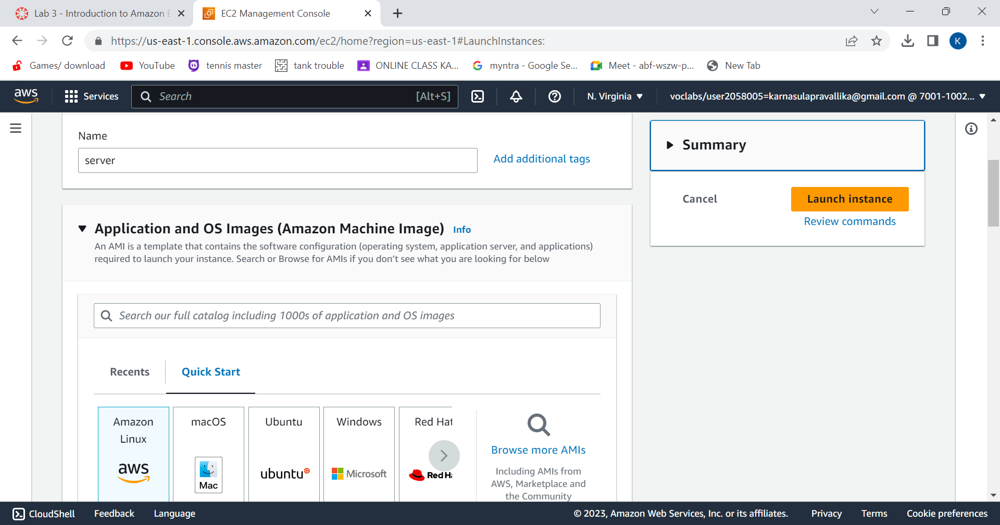 Lab 3 - Introduction to Amazon E
EC2 Management Console
https://us-east-1.console.aws.amazon.com/ec2/home?region=us-east-1#LaunchInstances:
K
Games/ download
YouTube
tennis master
tank trouble
ONLINE CLASS KA...
myntra - Google Se...
Meet - abf-wszw-p...
New Tab
aws
Services
Search
[Alt+S]
N. Virginia
voclabs/user2058005=karnasulapravallika@gmail.com @ 7001-1002...
Name
server
Add additional tags
Summary
Cancel
Launch instance
Review commands
Application and OS Images (Amazon Machine Image) Info
An AMI is a template that contains the software configuration (operating system, application server, and applications)
required to launch your instance. Search or Browse for AMIs if you don’t see what you are looking for below
Search our full catalog including 1000s of application and OS images
Recents
Quick Start
Amazon
Linux
aws
macOS
Mac
Ubuntu
ubuntu
Windows
Microsoft
Red Hat
Red Ha
Browse more AMIs
Including AMIs from
AWS, Marketplace and
the Community
CloudShell
Feedback
Language
© 2023, Amazon Web Services, Inc. or its affiliates.
Privacy
Terms
Cookie preferences